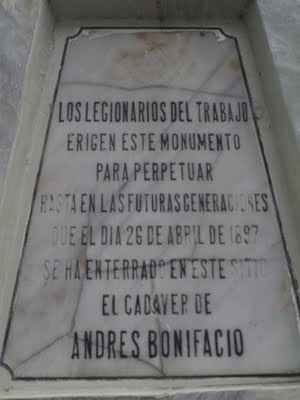 LOS LEGIONARIOS DEL TRABAJO
ERIGEN ESTE MONUMENTO
PARA PERPETUAR
HASTA EN LAS FUTURAS GENERACIONES
QUE EL DIA 26 DE ABRIL DE 1897
SE HA ENTERRADO EN ESTE SITIO
EL CADAVER DE
ANDRES BONIFACIO